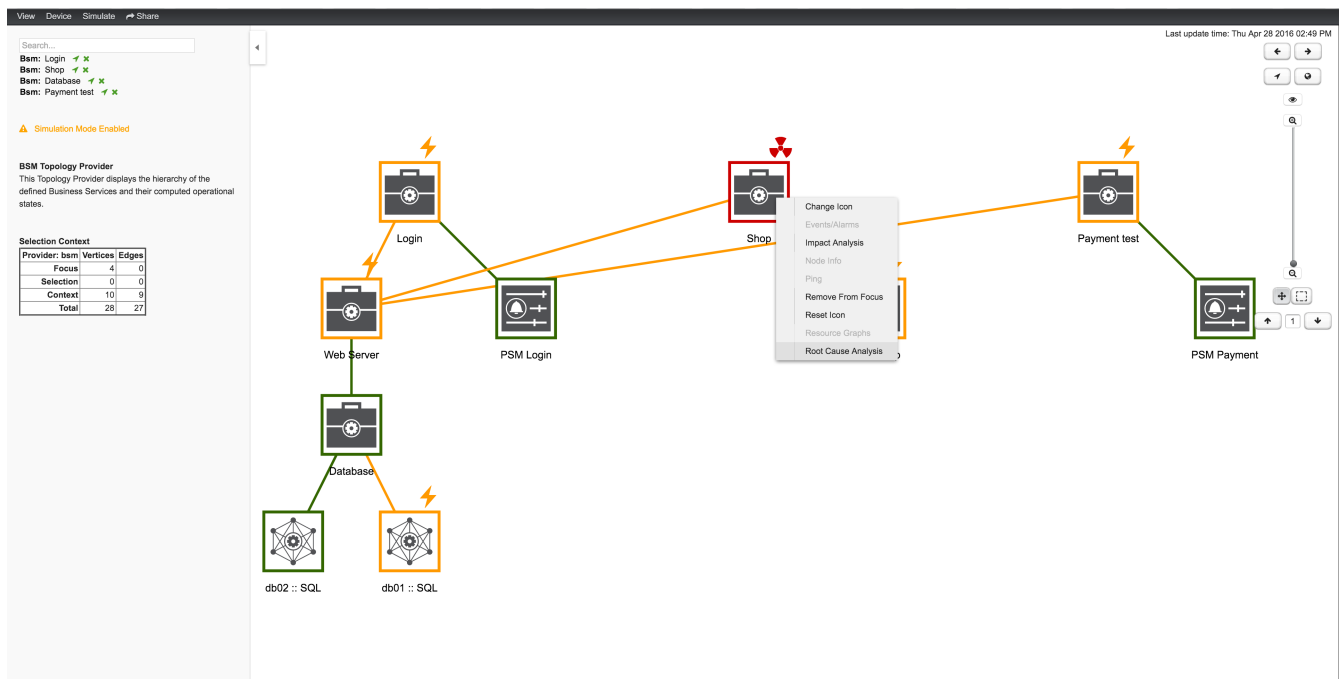 View Device Simulate Share
Last update time: Thu Apr 28 2016 02:49 PM
Search...
Bsm: Login
Bsm: Shop
Bsm: Database
Bsm: Payment test
Simulation Mode Enabled
BSM Topology Provider
This Topology Provider displays the hierarchy of the
defined Business Services and their computed operational
states.
Selection Context
Provider: bsm Vertices Edges
Focus 4 0
Selection 0 0
Context 10 9
Total 28 27
Login
Shop
Payment test
Change Icon
Events/Alarms
Impact Analysis
Node Info
Ping
Remove From Focus
Reset Icon
Resource Graphs
Root Cause Analysis
1
Web Server
PSM Login
PSM Payment
Database
db02 :: SQL
db01 :: SQL